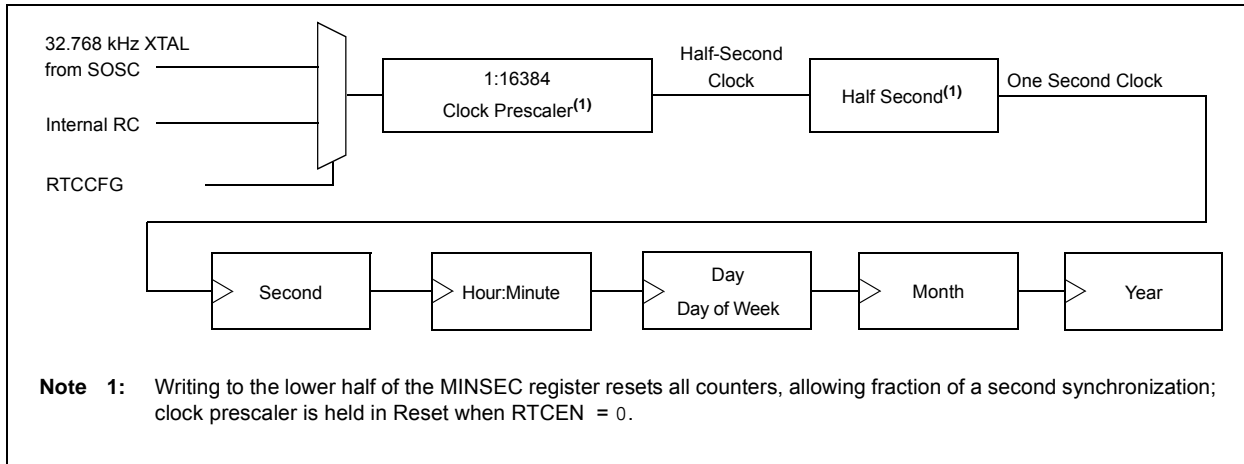 32.768 kHz XTAL
from SOSC
Internal RC
RTCCFG
1:16384
Clock Prescaler(1)
Half-Second
Clock
Half Second(1)
One Second Clock
Second
Hour:Minute
Day
Day of Week
Month
Year
Note 1: Writing to the lower half of the MINSEC register resets all counters, allowing fraction of a second synchronization;
clock prescaler is held in Reset when RTCEN = 0.